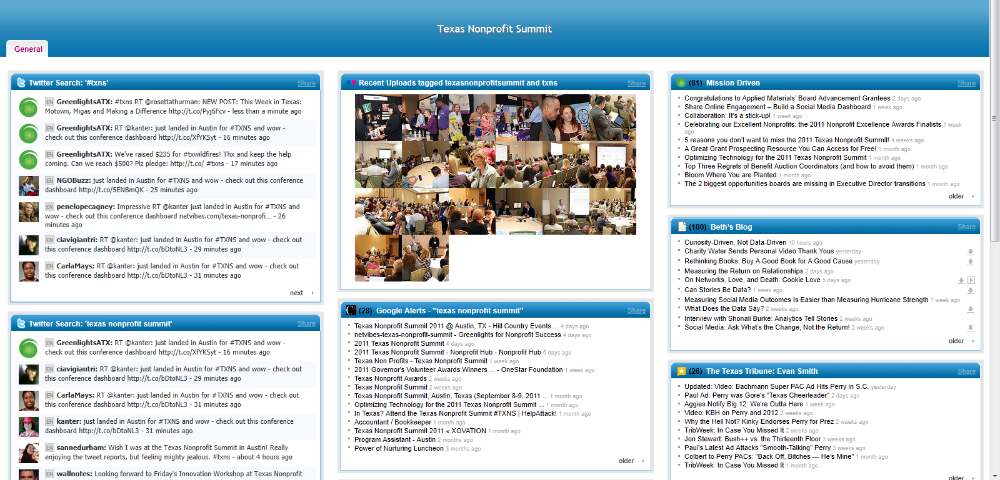 Texas Nonprofit Summit
General
Twitter Search: '#txns'
Share
EN GreenlightsATX: #txns RT @rosettathurman: NEW POST: This Week in Texas:
Motown, Migas and Making a Difference http://t.co/Pyj6Fcv - less than a minute ago
EN GreenlightsATX: RT @kanter: just landed in Austin for #TXNS and wow -
check out this conference dashboard http://t.co/XfYKSyt - 16 minutes ago
EN GreenlightsATX: We've raised $235 for #txwildfires! Thx and keep the help
coming. Can we reach $500? Plz pledge: http://t.co/ #txns - 17 minutes ago
EN NGOBuzz: just landed in Austin for #TXNS and wow - check out this conference
dashboard http://t.co/5ENBmQK - 25 minutes ago
EN penelopecagney: Impressive RT @kanter just landed in Austin for #TXNS and
wow - check out this conference dashboard netvibes.com/texas-nonprofi... - 26
minutes ago
EN ciavigiantri: RT @kanter: just landed in Austin for #TXNS and wow - check out
this conference dashboard http://t.co/bDtoNL3 - 29 minutes ago
EN CarlaMays: RT @kanter: just landed in Austin for #TXNS and wow - check out
this conference dashboard http://t.co/bDtoNL3 - 31 minutes ago
next
Twitter Search: 'texas nonprofit summit'
Share
EN GreenlightsATX: RT @kanter: just landed in Austin for #TXNS and wow -
check out this conference dashboard http://t.co/XfYKSyt - 16 minutes ago
EN ciavigiantri: RT @kanter: just landed in Austin for #TXNS and wow - check out
this conference dashboard http://t.co/bDtoNL3 - 29 minutes ago
EN CarlaMays: RT @kanter: just landed in Austin for #TXNS and wow - check out
this conference dashboard http://t.co/bDtoNL3 - 31 minutes ago
EN kanter: just landed in Austin for #TXNS and wow - check out this conference
dashboard http://t.co/bDtoNL3 - 31 minutes ago
EN sannedurham: Wish I was at the Texas Nonprofit Summit in Austin! Really
enjoying the tweet reports, but feeling mighty jealous. #txns - about 4 hours ago
EN wallnotes: Looking forward to Friday's Innovation Workshop at Texas Nonprofit
Recent Uploads tagged texasnonprofitsummit and txns
Share
(28) Google Alerts - "texas nonprofit summit"
Share
Texas Nonprofit Summit 2011 @ Austin, TX - Hill Country Events ... 4 days ago
netvibes-texas-nonprofit-summit - Greenlights for Nonprofit Success 4 days ago
2011 Texas Nonprofit Summit 4 days ago
2011 Texas Nonprofit Summit - Nonprofit Hub - Nonprofit Hub 5 days ago
Texas Non Profits - Texas Nonprofit Summit 1 week ago
2011 Governor's Volunteer Awards Winners ... - OneStar Foundation 1 week ago
Texas Nonprofit Awards 2 weeks ago
Texas Nonprofit Summit 2 weeks ago
Texas Nonprofit Summit, Austin, Texas (September 8-9, 2011 ... 1 month ago
Optimizing Technology for the 2011 Texas Nonprofit Summit ... 1 month ago
In Texas? Attend the Texas Nonprofit Summit #TXNS | HelpAttack! 1 month ago
Accountant / Bookkeeper 1 month ago
Texas Nonprofit Summit 2011 « XOVATION 1 month ago
Program Assistant - Austin 2 months ago
Power of Nurturing Luncheon 3 months ago
older
(81) Mission Driven
Share
Congratulations to Applied Materials' Board Advancement Grantees 2 days ago
Share Online Engagement – Build a Social Media Dashboard 1 week ago
Collaboration: It's a stick-up! 1 week ago
Celebrating our Excellent Nonprofits: the 2011 Nonprofit Excellence Awards Finalists 1 week
ago
5 reasons you don't want to miss the 2011 Texas Nonprofit Summit! 4 weeks ago
A Great Grant Prospecting Resource You Can Access for Free! 1 month ago
Optimizing Technology for the 2011 Texas Nonprofit Summit 1 month ago
Top Three Regrets of Benefit Auction Coordinators (and how to avoid them) 1 month ago
Bloom Where You are Planted 1 month ago
The 2 biggest opportunities boards are missing in Executive Director transitions 1 month ago
older
(100) Beth's Blog
Share
Curiosity-Driven, Not Data-Driven 10 hours ago
Charity:Water Sends Personal Video Thank Yous yesterday
Rethinking Books: Buy A Good Book for A Good Cause yesterday
Measuring the Return on Relationships 2 days ago
On Networks, Love, and Death: Cookie Love 5 days ago
Can Stories Be Data? 1 week ago
Measuring Social Media Outcomes Is Easier than Measuring Hurricane Strength 1 week ago
What Does the Data Say? 2 weeks ago
Interview with Shonali Burke: Analytics Tell Stories 2 weeks ago
Social Media: Ask What's the Change, Not the Return! 2 weeks ago
older
(26) The Texas Tribune: Evan Smith
Share
Updated: Video: Bachmann Super PAC Ad Hits Perry in S.C. yesterday
Paul Ad: Perry was Gore's "Texas Cheerleader" 2 days ago
Aggies Notify Big 12: We're Outta Here 1 week ago
Video: KBH on Perry and 2012 2 weeks ago
Why the Hell Not? Kinky Endorses Perry for Prez 2 weeks ago
TribWeek: In Case You Missed It 2 weeks ago
Jon Stewart: Bush++ vs. the Thirteenth Floor 3 weeks ago
Paul's Latest Ad Attacks "Smooth-Talking" Perry 3 weeks ago
Colbert to Perry PACs: "Back Off, Bitches — He's Mine" 1 month ago
TribWeek: In Case You Missed It 1 month ago
older